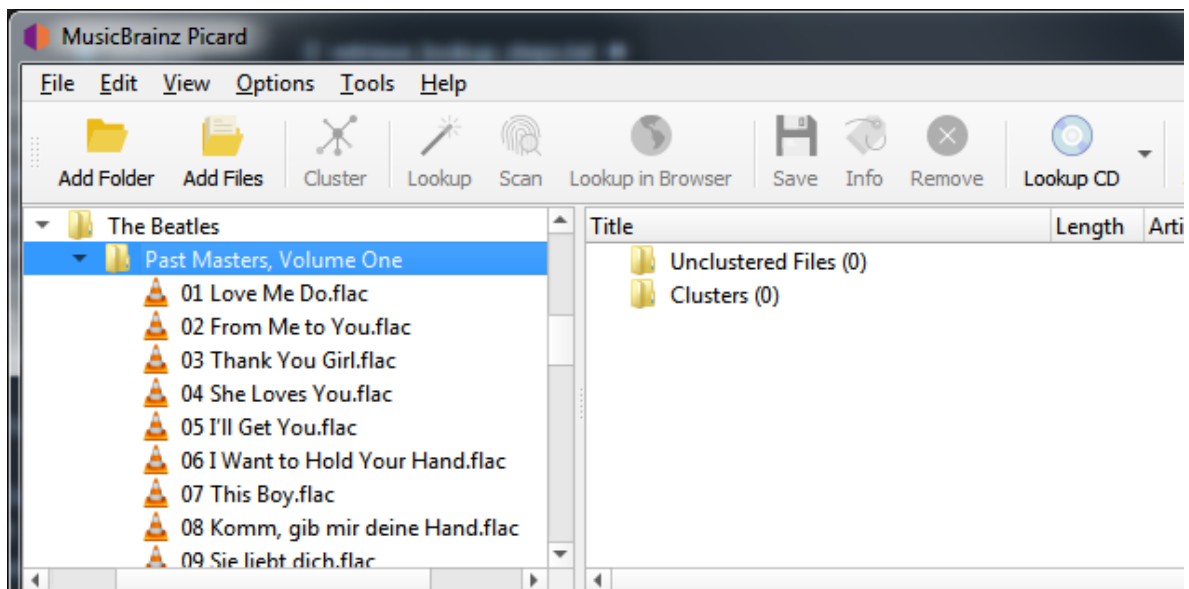 MusicBrainz Picard
File Edit View Options Tools Help
Add Folder Add Files Cluster Lookup Scan Lookup in Browser Save Info Remove Lookup CD
The Beatles
Past Masters, Volume One
01 Love Me Do.flac
02 From Me to You.flac
03 Thank You Girl.flac
04 She Loves You.flac
05 I'll Get You.flac
06 I Want to Hold Your Hand.flac
07 This Boy.flac
08 Komm, gib mir deine Hand.flac
09 Sie liebt dich.flac
Title Length Arti
Unclustered Files (0)
Clusters (0)